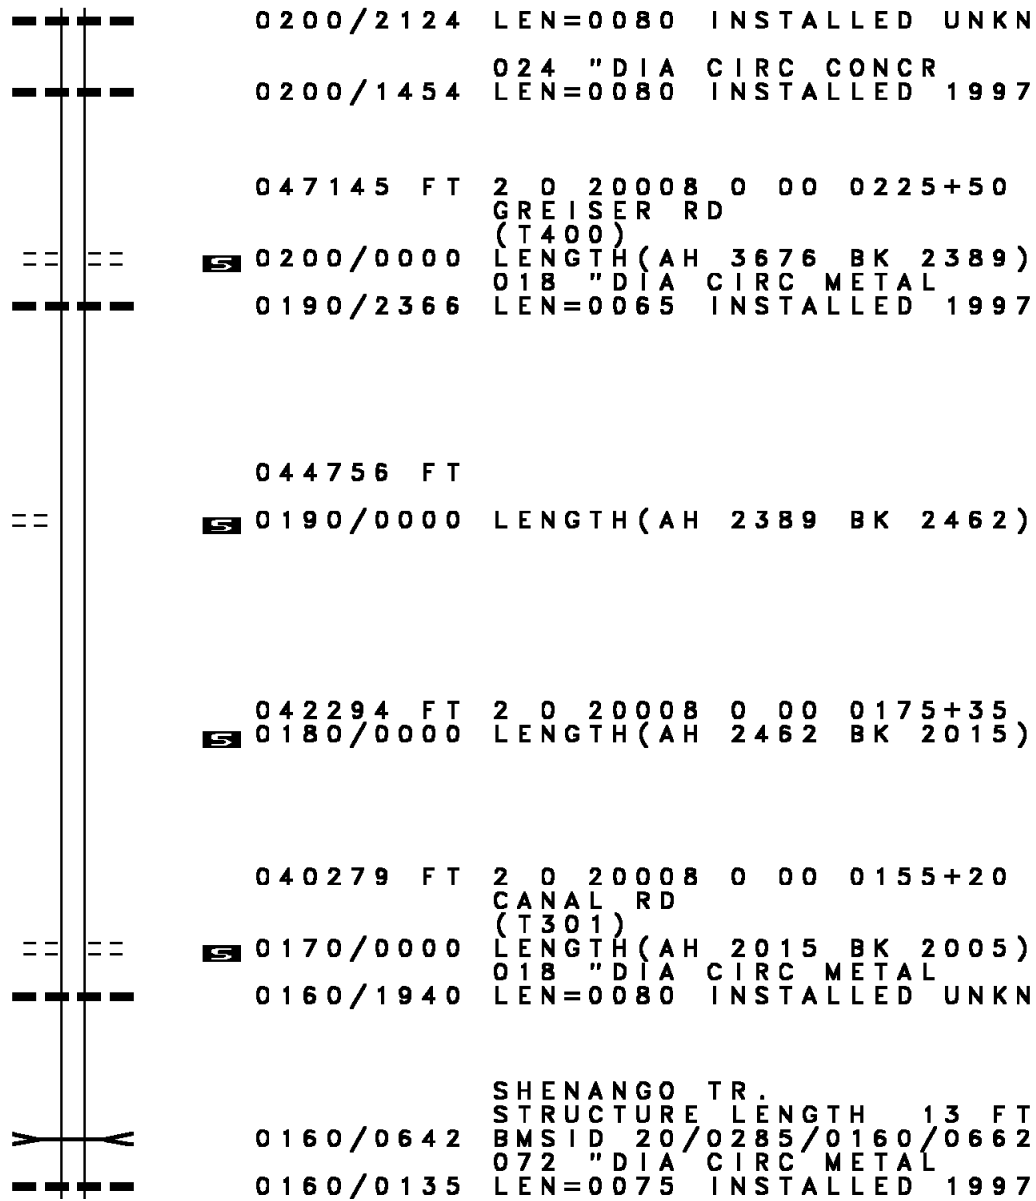 0200/2124 LEN=0080 INSTALLED UNKN
024 "DIA CIRC CONCR
0200/1454 LEN=0080 INSTALLED 1997
047145 FT 2 0 20008 0 00 0225+50
GREISER RD
(T400)
S 0200/0000 LENGTH(AH 3676 BK 2389)
018 "DIA CIRC METAL
0190/2366 LEN=0065 INSTALLED 1997
044756 FT
S 0190/0000 LENGTH(AH 2389 BK 2462)
042294 FT 2 0 20008 0 00 0175+35
S 0180/0000 LENGTH(AH 2462 BK 2015)
040279 FT 2 0 20008 0 00 0155+20
CANAL RD
(T301)
S 0170/0000 LENGTH(AH 2015 BK 2005)
018 "DIA CIRC METAL
0160/1940 LEN=0080 INSTALLED UNKN
SHENANGO TR.
STRUCTURE LENGTH 13 FT
0160/0642 BMSID 20/0285/0160/0662
072 "DIA CIRC METAL
0160/0135 LEN=0075 INSTALLED 1997